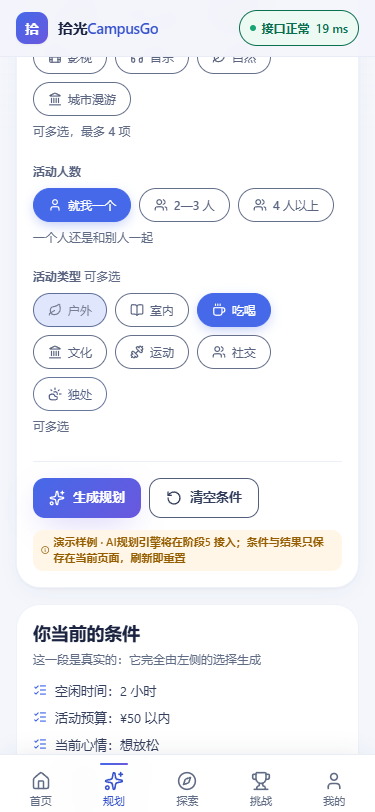 拾 拾光CampusGo 接口正常 19 ms
影视 音乐 自然
城市漫游
可多选，最多 4 项
活动人数
就我一个 2—3 人 4 人以上
一个人还是和别人一起
活动类型 可多选
户外 室内 吃喝
文化 运动 社交
独处
可多选
生成规划 清空条件
演示样例 · AI规划引擎将在阶段5 接入；条件与结果只保
存在当前页面，刷新即重置
你当前的条件
这一段是真实的：它完全由左侧的选择生成
空闲时间：2 小时
活动预算：¥50 以内
当前心情：想放松
首页 规划 探索 挑战 我的